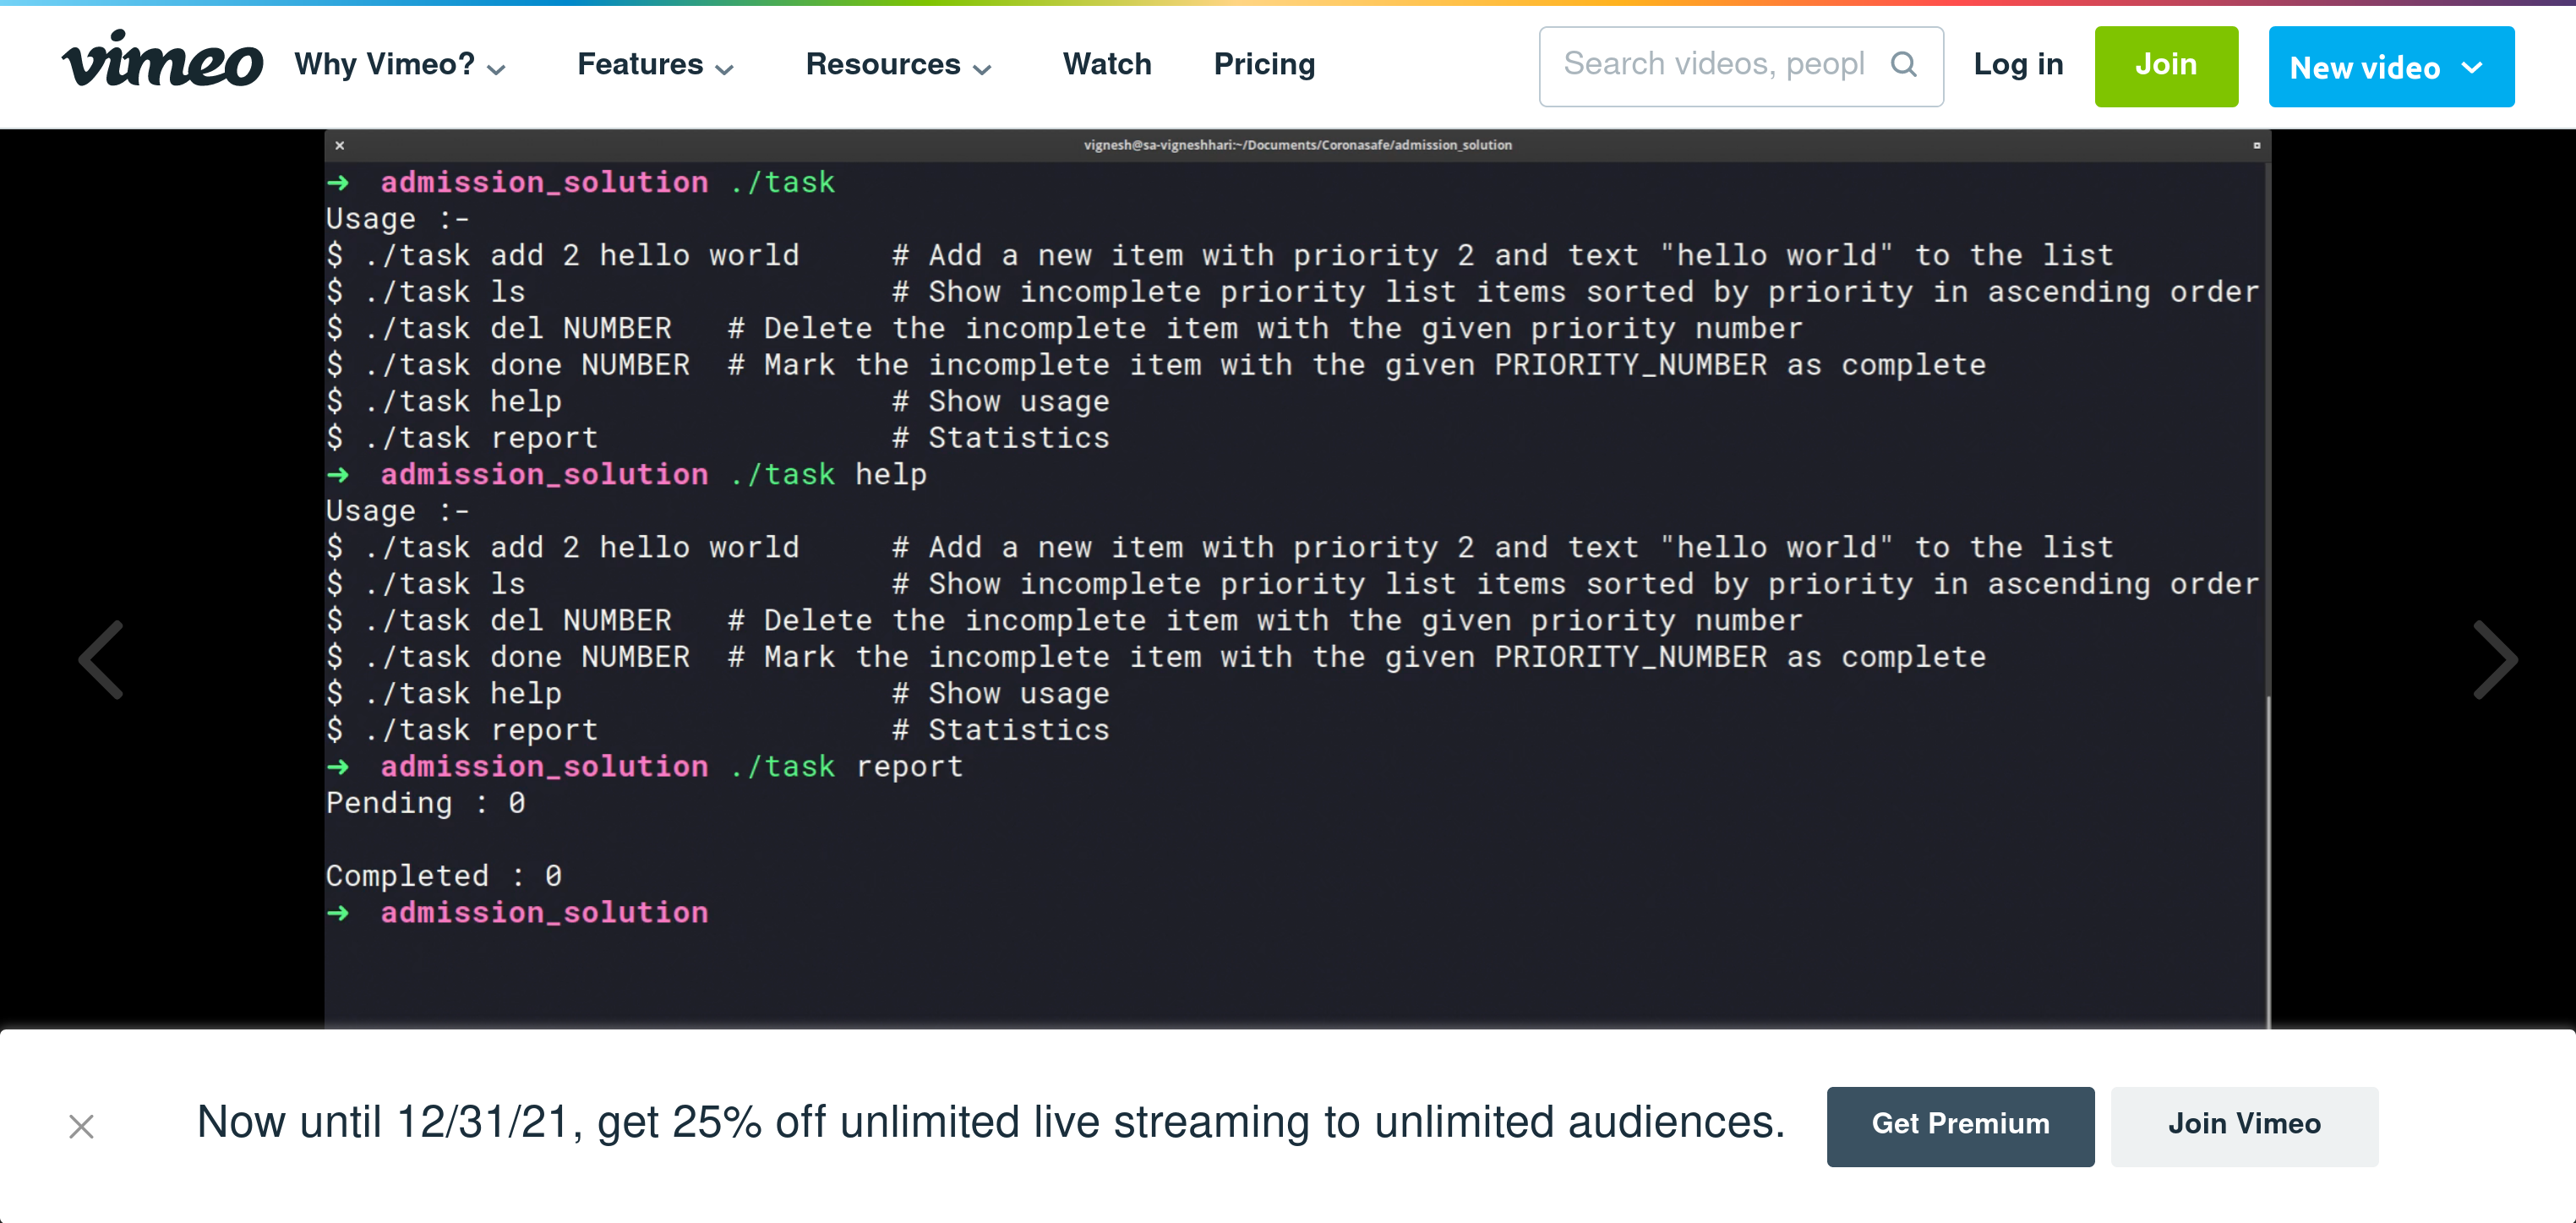 vimeo Why Vimeo? Features Resources Watch Pricing Search videos, peopl Log in Join New video
vignesh@sa-vigneshhari:~/Documents/Coronasafe/admission_solution
➜ admission_solution ./task
Usage :-
$ ./task add 2 hello world     # Add a new item with priority 2 and text "hello world" to the list
$ ./task ls                    # Show incomplete priority list items sorted by priority in ascending order
$ ./task del NUMBER   # Delete the incomplete item with the given priority number
$ ./task done NUMBER  # Mark the incomplete item with the given PRIORITY_NUMBER as complete
$ ./task help                  # Show usage
$ ./task report                # Statistics
➜ admission_solution ./task help
Usage :-
$ ./task add 2 hello world     # Add a new item with priority 2 and text "hello world" to the list
$ ./task ls                    # Show incomplete priority list items sorted by priority in ascending order
$ ./task del NUMBER   # Delete the incomplete item with the given priority number
$ ./task done NUMBER  # Mark the incomplete item with the given PRIORITY_NUMBER as complete
$ ./task help                  # Show usage
$ ./task report                # Statistics
➜ admission_solution ./task report
Pending : 0
Completed : 0
➜ admission_solution
Now until 12/31/21, get 25% off unlimited live streaming to unlimited audiences. Get Premium Join Vimeo